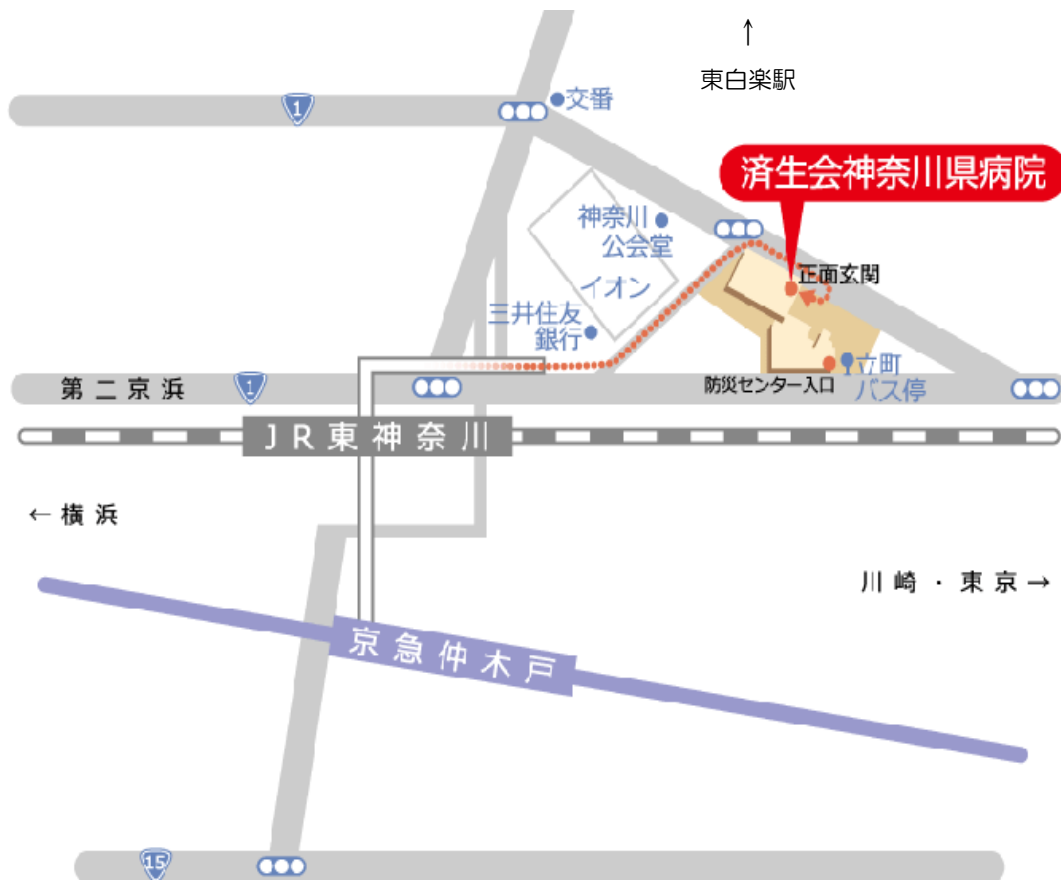 ↑
東白楽駅
1
交番
済生会神奈川県病院
神奈川
公会堂
正面玄関
イオン
三井住友
銀行
立町
バス停
防災センター入口
第二京浜
1
JR東神奈川
← 横浜
川崎・東京 →
京急仲木戸
15